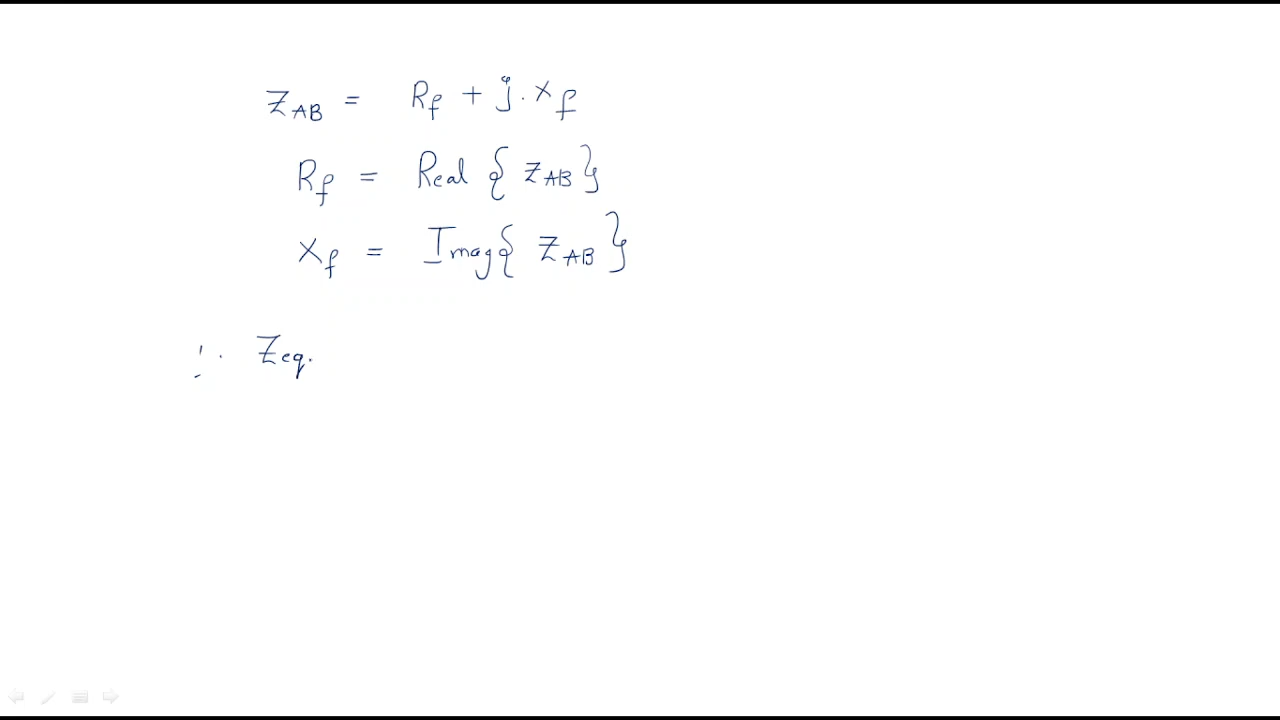 Z_AB = R_f + j . X_f
R_f = Real { Z_AB }
X_f = Imag { Z_AB }
∴ Zeq.